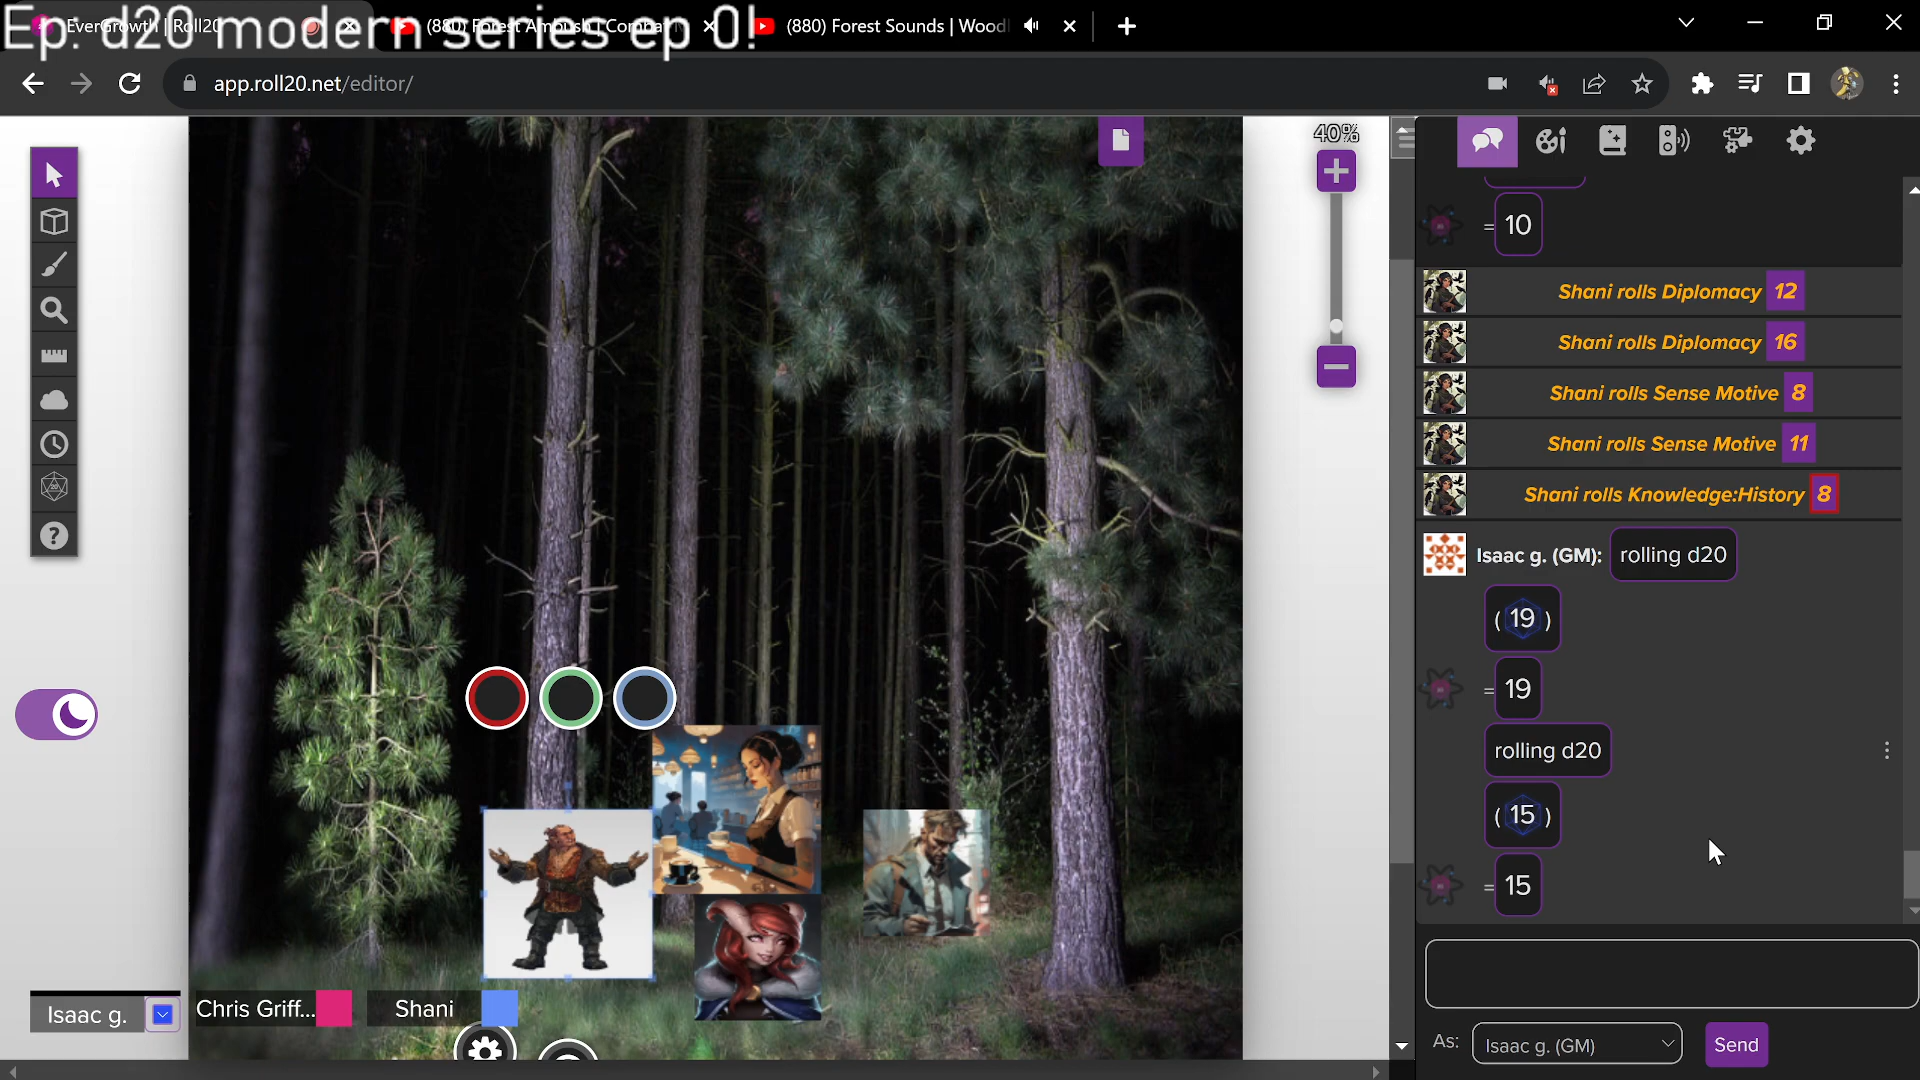 Ep. d20 modern series ep 0!
EverGrowth | Roll20
(880) Forest Ambush | Combat
(880) Forest Sounds | Wood
app.roll20.net/editor/
40%
= 10
Shani rolls Diplomacy 12
Shani rolls Diplomacy 16
Shani rolls Sense Motive 8
Shani rolls Sense Motive 11
Shani rolls Knowledge:History 8
Isaac g. (GM): rolling d20
(19)
= 19
rolling d20
(15)
= 15
Isaac g.
Chris Griff...
Shani
As: Isaac g. (GM)
Send